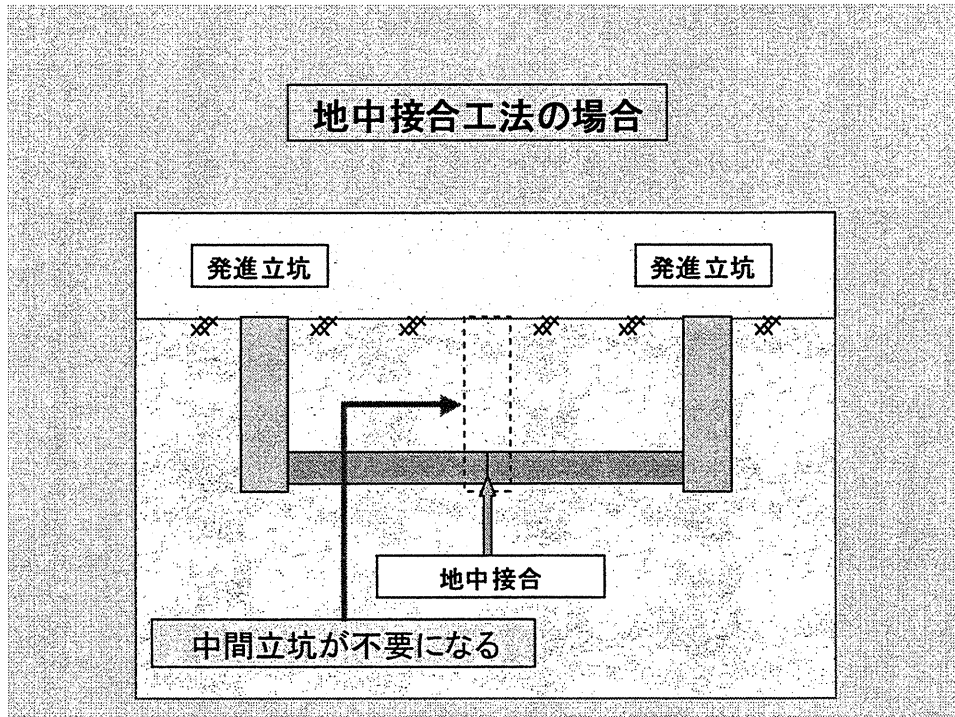 地中接合工法の場合
発進立坑
発進立坑
地中接合
中間立坑が不要になる